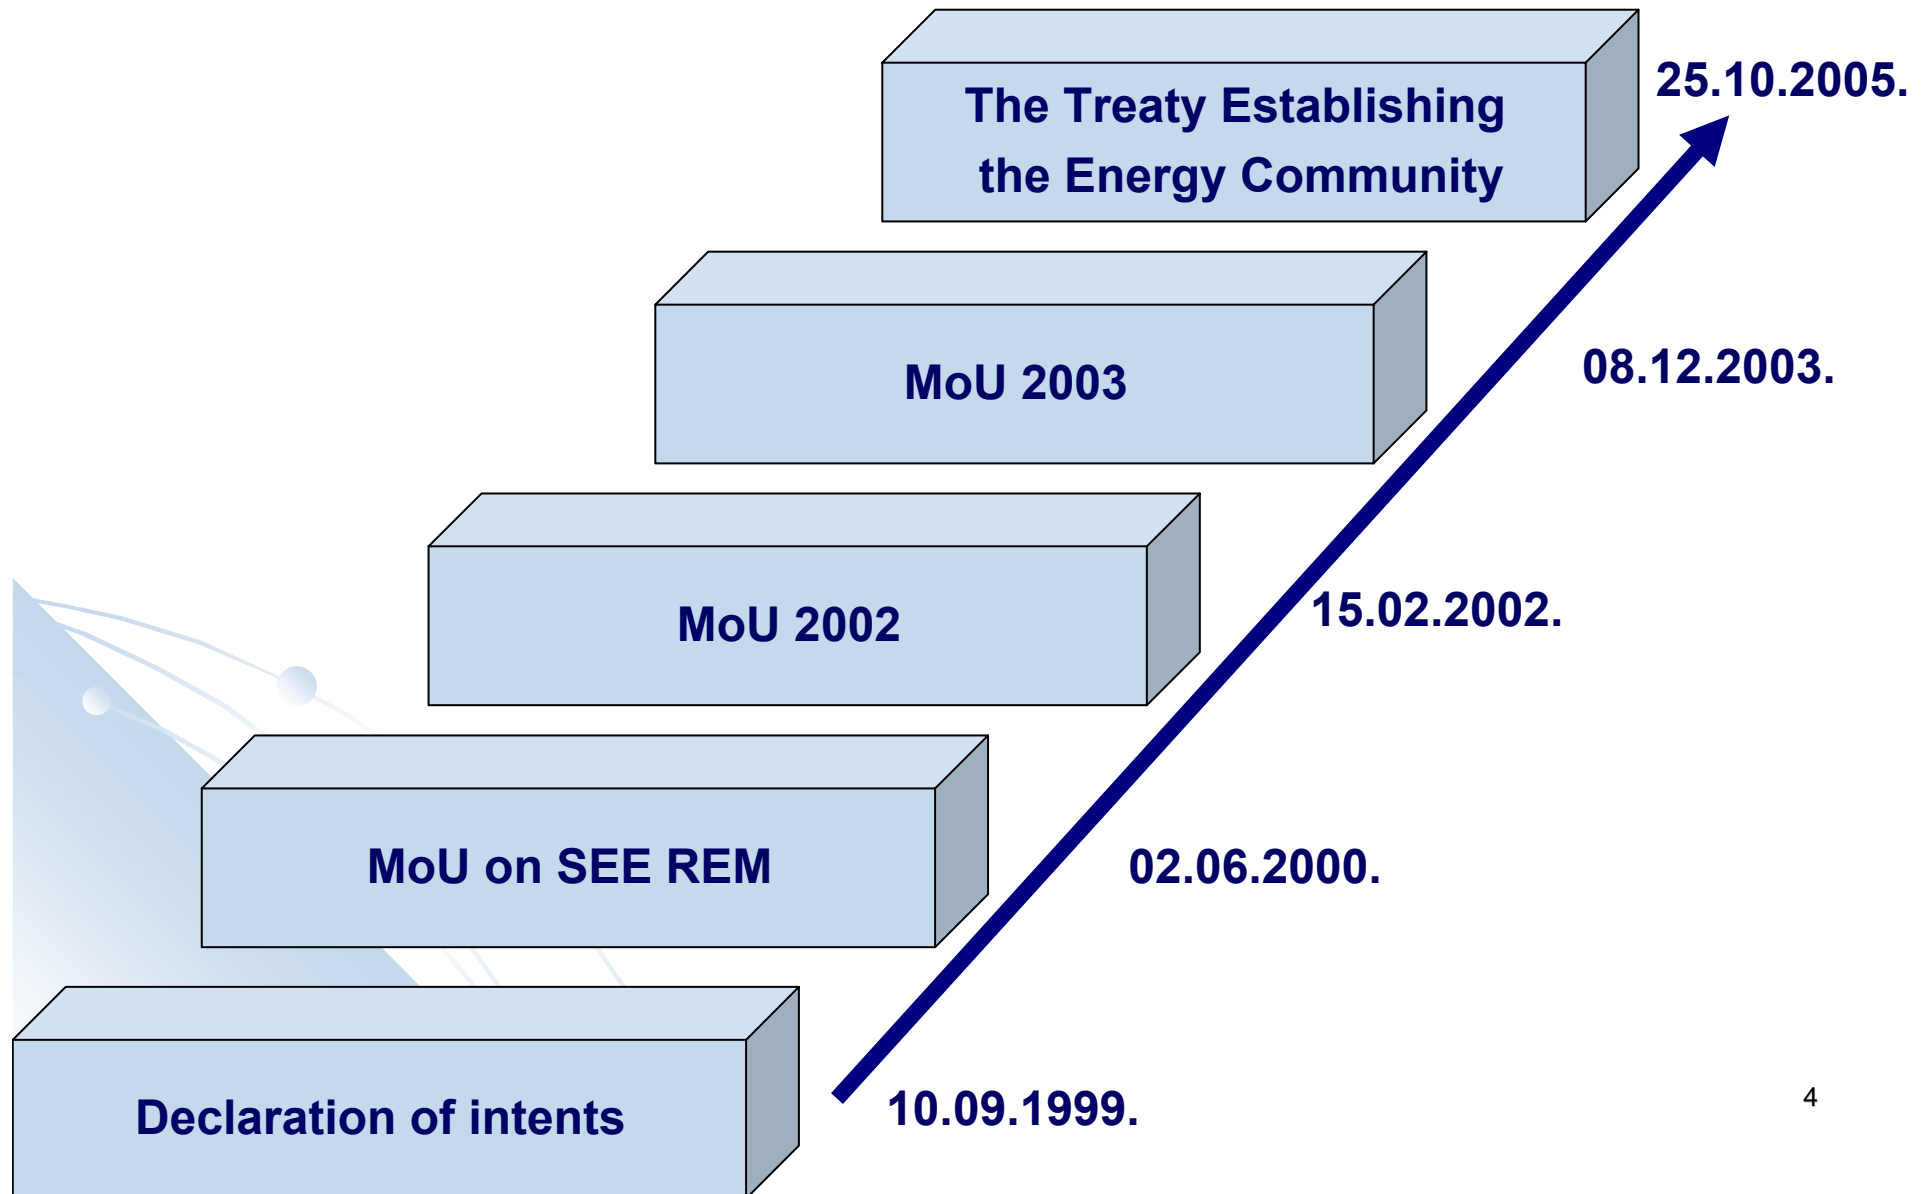 The Treaty Establishing
the Energy Community
25.10.2005.
MoU 2003
08.12.2003.
MoU 2002
15.02.2002.
MoU on SEE REM
02.06.2000.
Declaration of intents
10.09.1999.
4